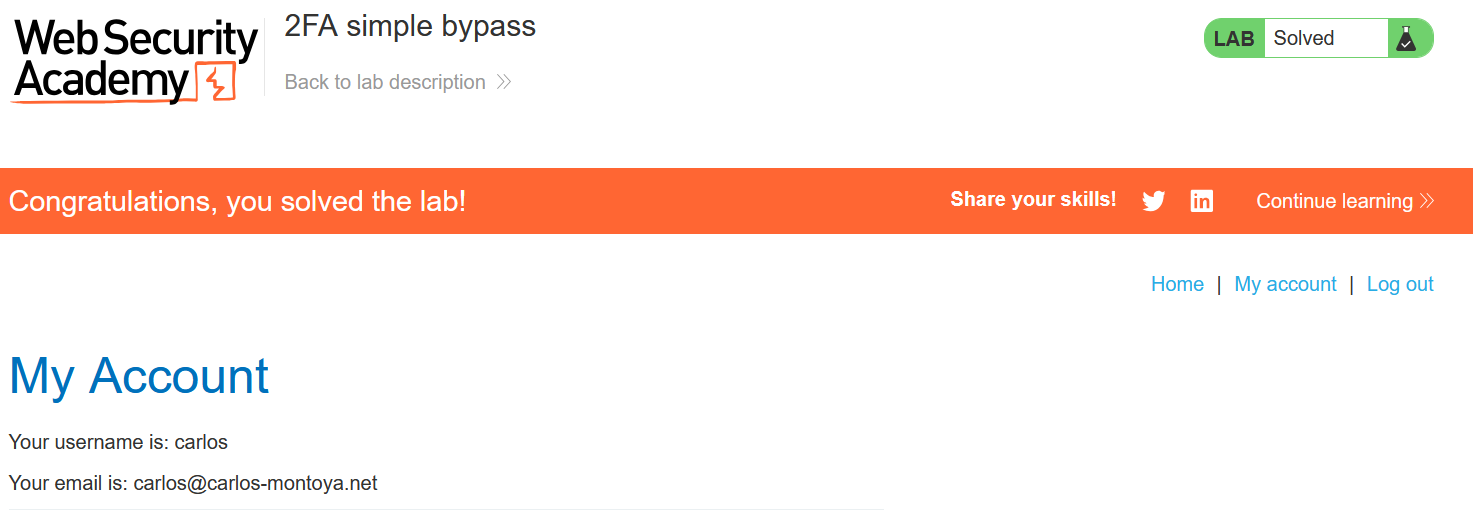 Web Security
Academy
2FA simple bypass
Back to lab description
LAB Solved
Congratulations, you solved the lab!
Share your skills!
Continue learning
Home | My account | Log out
My Account
Your username is: carlos
Your email is: carlos@carlos-montoya.net